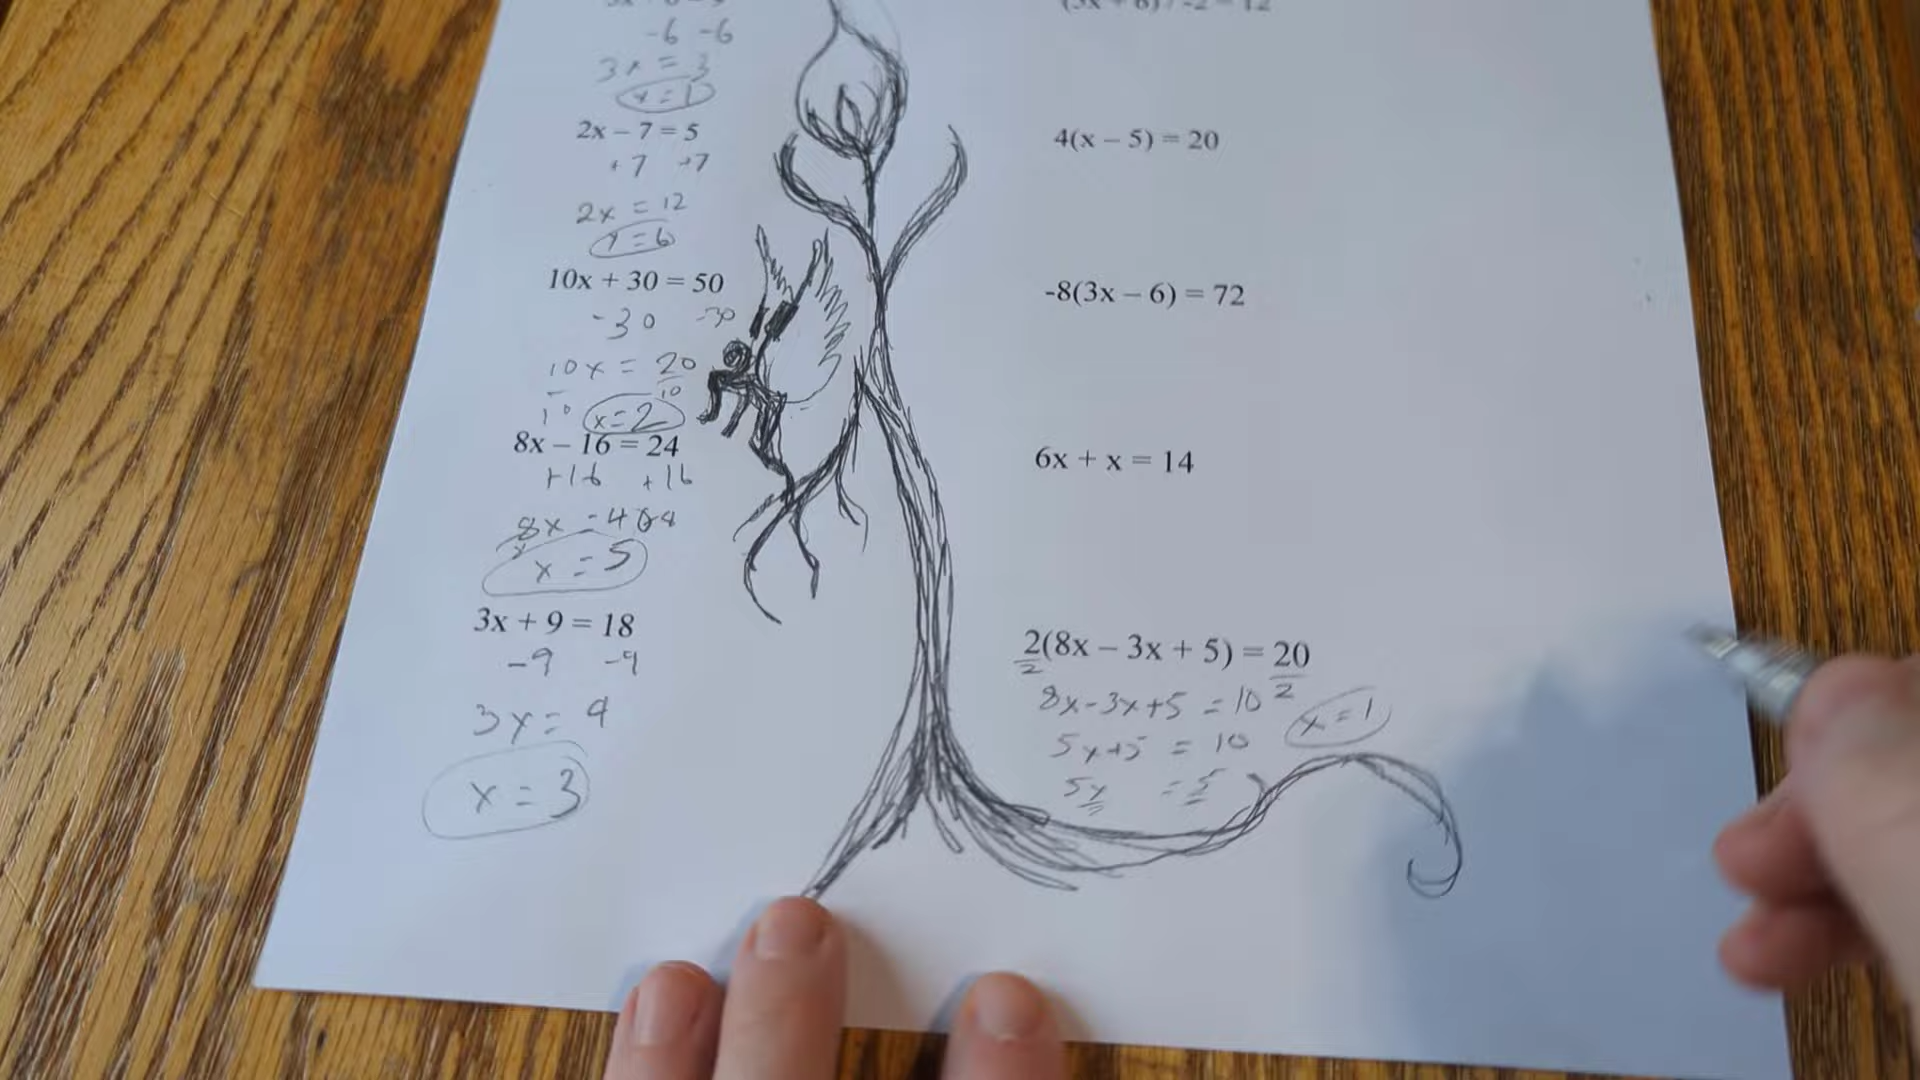 -6 -6
3x = 3
x = 1
2x – 7 = 5
+7 +7
2x = 12
x = 6
10x + 30 = 50
-30 -30
10x = 20
10 10
x = 2
8x – 16 = 24
+16 +16
8x = 40
x = 5
3x + 9 = 18
-9 -9
3x = 9
x = 3
4(x – 5) = 20
-8(3x – 6) = 72
6x + x = 14
2(8x – 3x + 5) = 20
2 2
8x-3x+5 = 10
x = 1
5x+5 = 10
5x = 5